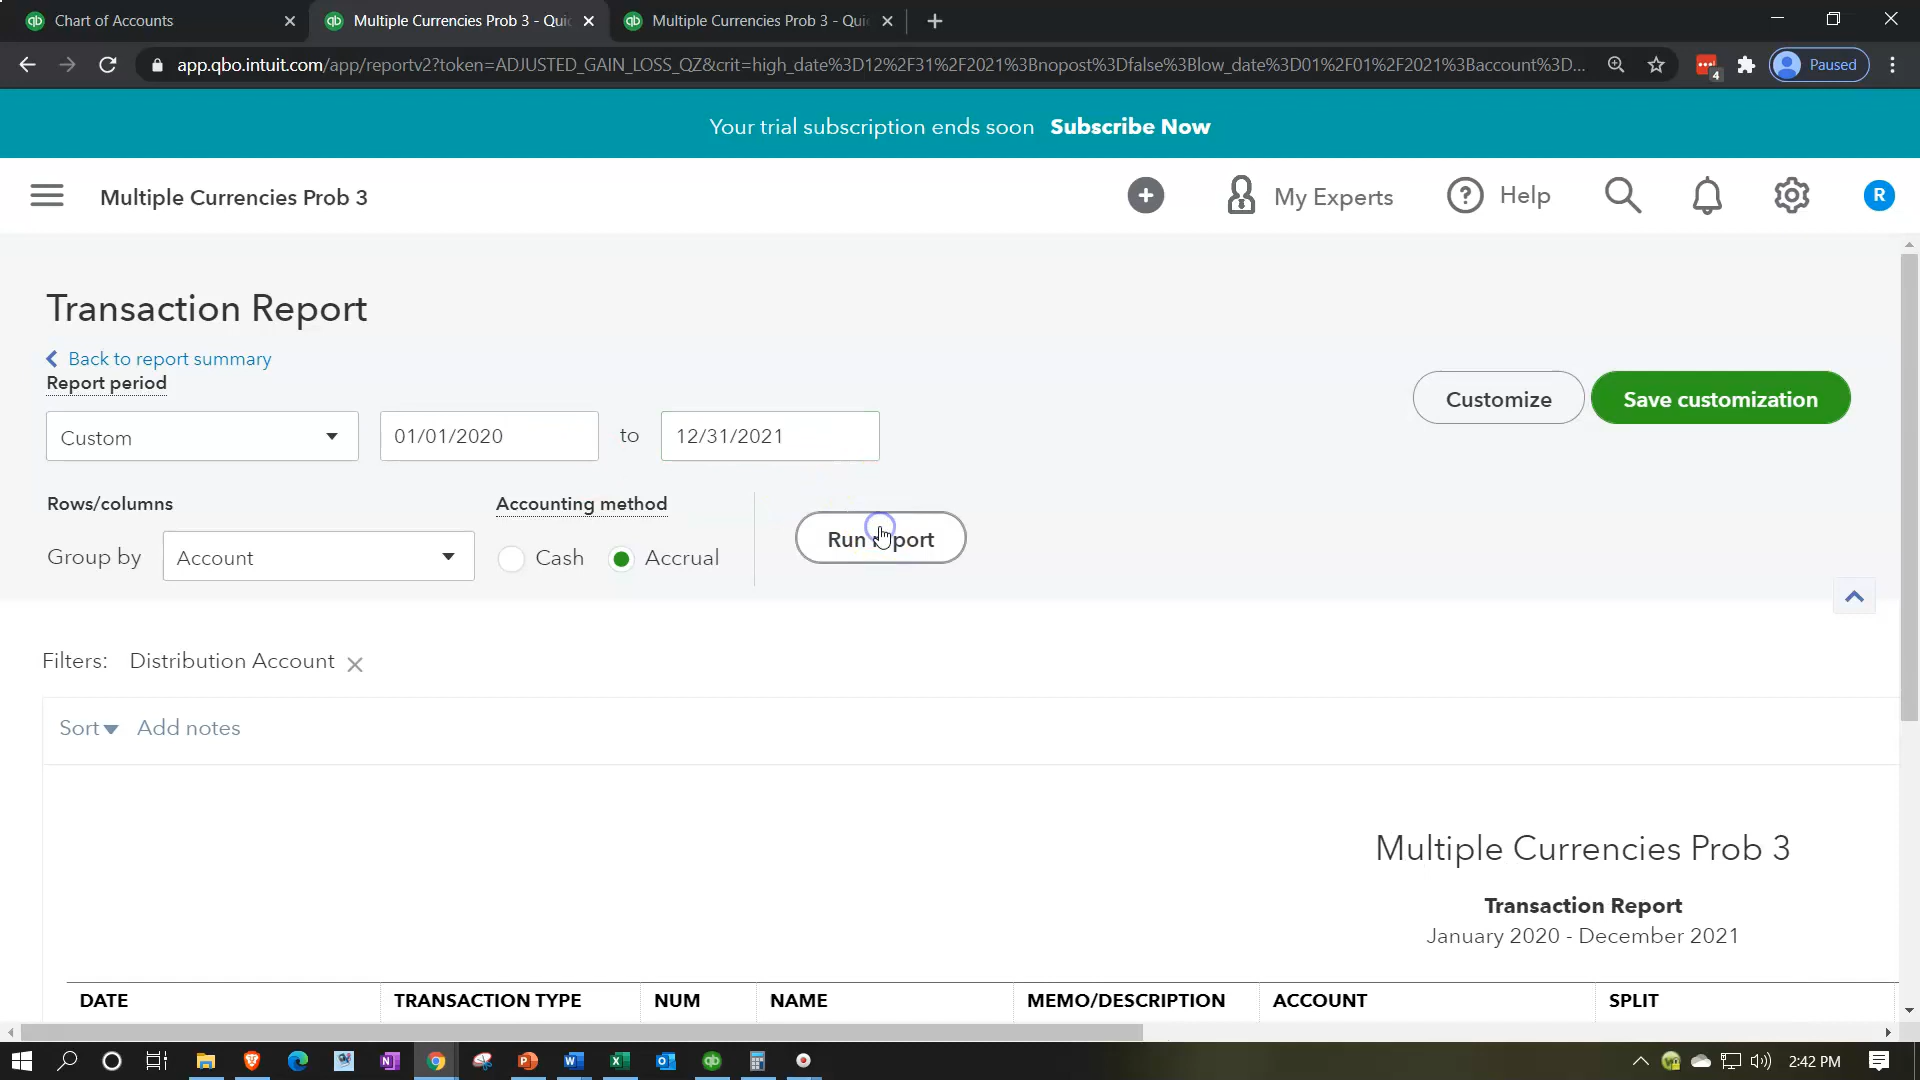 Chart of Accounts
Multiple Currencies Prob 3 - Qui
Multiple Currencies Prob 3 - Qui
app.qbo.intuit.com/app/reportv2?token=ADJUSTED_GAIN_LOSS_QZ&crit=high_date%3D12%2F31%2F2021%3Bnopost%3Dfalse%3Blow_date%3D01%2F01%2F2021%3Baccount%3D...
4
Paused
Your trial subscription ends soon Subscribe Now
Multiple Currencies Prob 3
My Experts
Help
R
Transaction Report
Back to report summary
Report period
Custom
01/01/2020
to
12/31/2021
Customize
Save customization
Rows/columns
Accounting method
Group by
Account
Cash
Accrual
Run report
Filters: Distribution Account
Sort
Add notes
Multiple Currencies Prob 3
Transaction Report
January 2020 - December 2021
DATE TRANSACTION TYPE NUM NAME MEMO/DESCRIPTION ACCOUNT SPLIT
2:42 PM